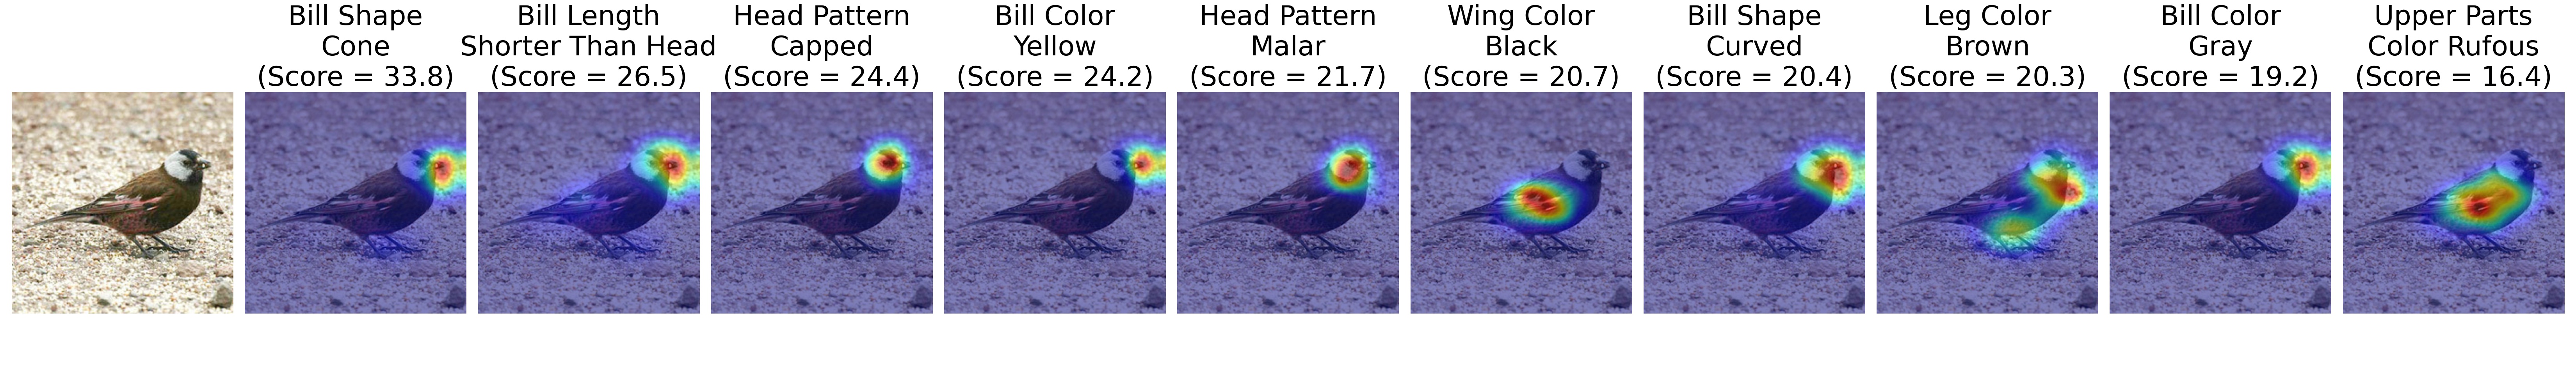 Bill Shape
Cone
(Score = 33.8)
Bill Length
Shorter Than Head
(Score = 26.5)
Head Pattern
Capped
(Score = 24.4)
Bill Color
Yellow
(Score = 24.2)
Head Pattern
Malar
(Score = 21.7)
Wing Color
Black
(Score = 20.7)
Bill Shape
Curved
(Score = 20.4)
Leg Color
Brown
(Score = 20.3)
Bill Color
Gray
(Score = 19.2)
Upper Parts
Color Rufous
(Score = 16.4)